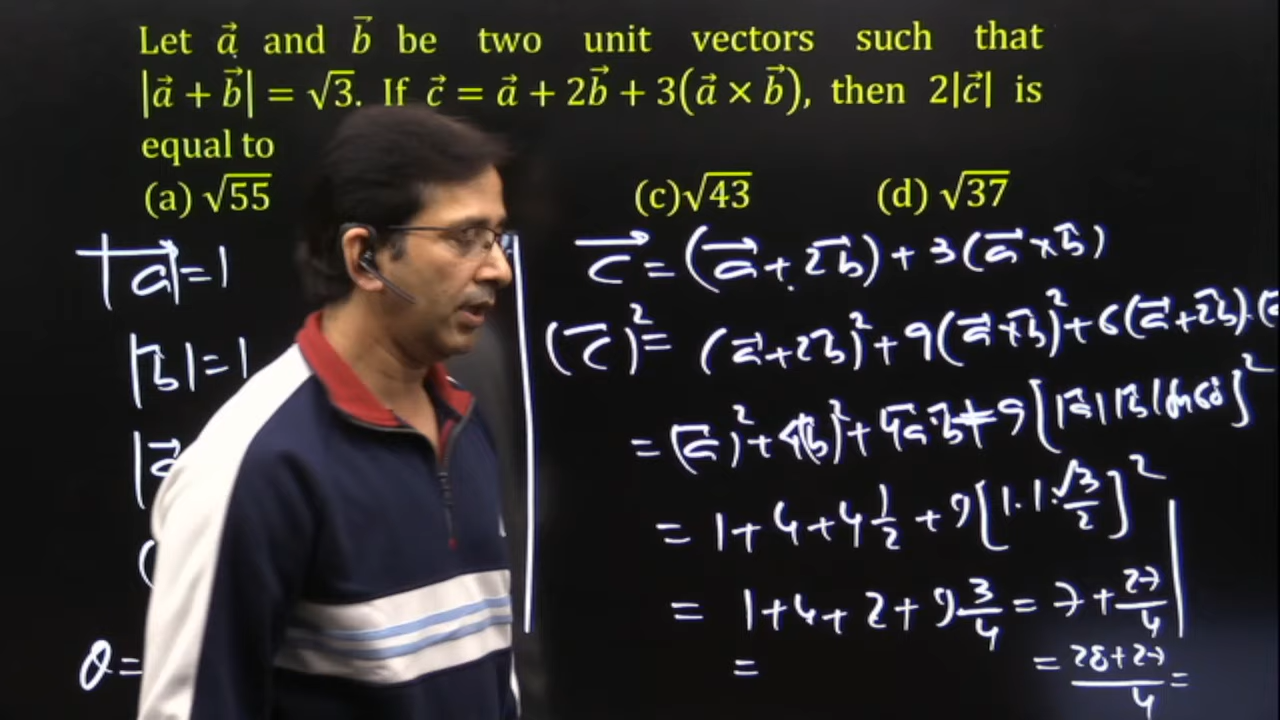 Let a⃗ and b⃗ be two unit vectors such that
|a⃗ + b⃗| = √3. If c⃗ = a⃗ + 2b⃗ + 3(a⃗ × b⃗), then 2|c⃗| is
equal to
(a) √55 (c)√43 (d) √37
|a⃗|=1
|b⃗|=1
|a⃗
(
θ=
c⃗ = (a⃗+2b⃗)+3(a⃗×b⃗)
(c⃗)²= (a⃗+2b⃗)²+9(a⃗×b⃗)²+6(a⃗+2b⃗)·(a⃗
= (a⃗)²+4(b⃗)²+4a⃗·b⃗+9[|a⃗||b⃗|sin60]²
= 1+4+4 1/2 +9[1·1·√3/2]²
= 1+4+2+9 3/4 = 7+27/4
= = 28+27/4 =